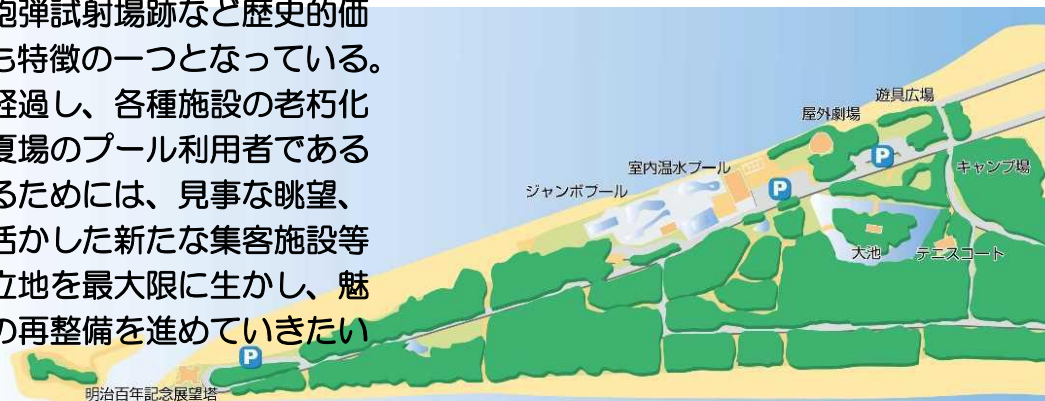 砲弾試射場跡など歴史的価
も特徴の一つとなっている。
経過し、各種施設の老朽化
夏場のプール利用者である
るためには、見事な眺望、
活かした新たな集客施設等
立地を最大限に生かし、魅
の再整備を進めていきたい
遊具広場
屋外劇場
P
キャンプ場
室内温水プール
P
ジャンボプール
大池
テニスコート
P
明治百年記念展望塔